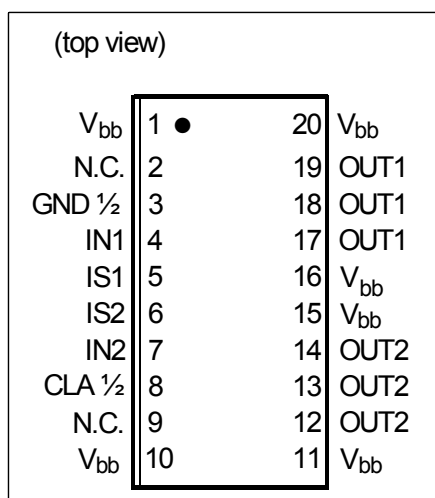 (top view)
Vbb 1 ● 20 Vbb
N.C. 2 19 OUT1
GND ½ 3 18 OUT1
IN1 4 17 OUT1
IS1 5 16 Vbb
IS2 6 15 Vbb
IN2 7 14 OUT2
CLA ½ 8 13 OUT2
N.C. 9 12 OUT2
Vbb 10 11 Vbb